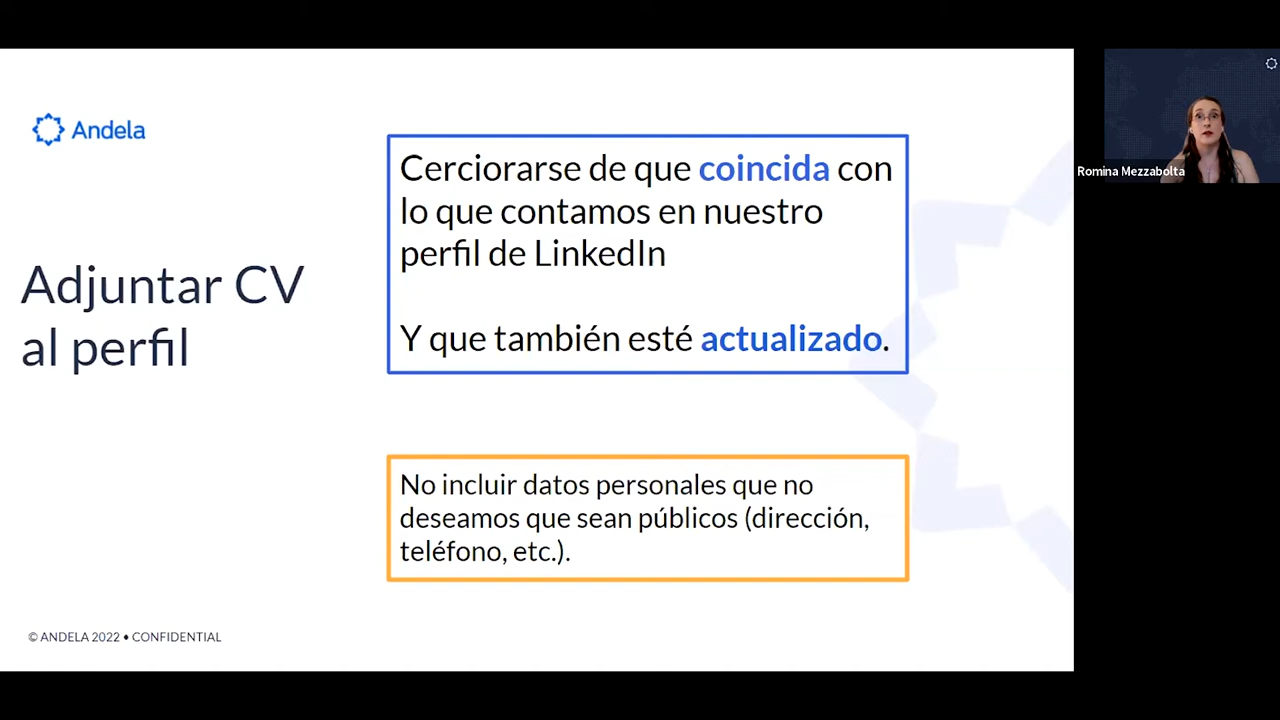 Andela
Adjuntar CV
al perfil
Cerciorarse de que coincida con
lo que contamos en nuestro
perfil de LinkedIn
Y que también esté actualizado.
No incluir datos personales que no
deseamos que sean públicos (dirección,
teléfono, etc.).
© ANDELA 2022 • CONFIDENTIAL
Romina Mezzabolta